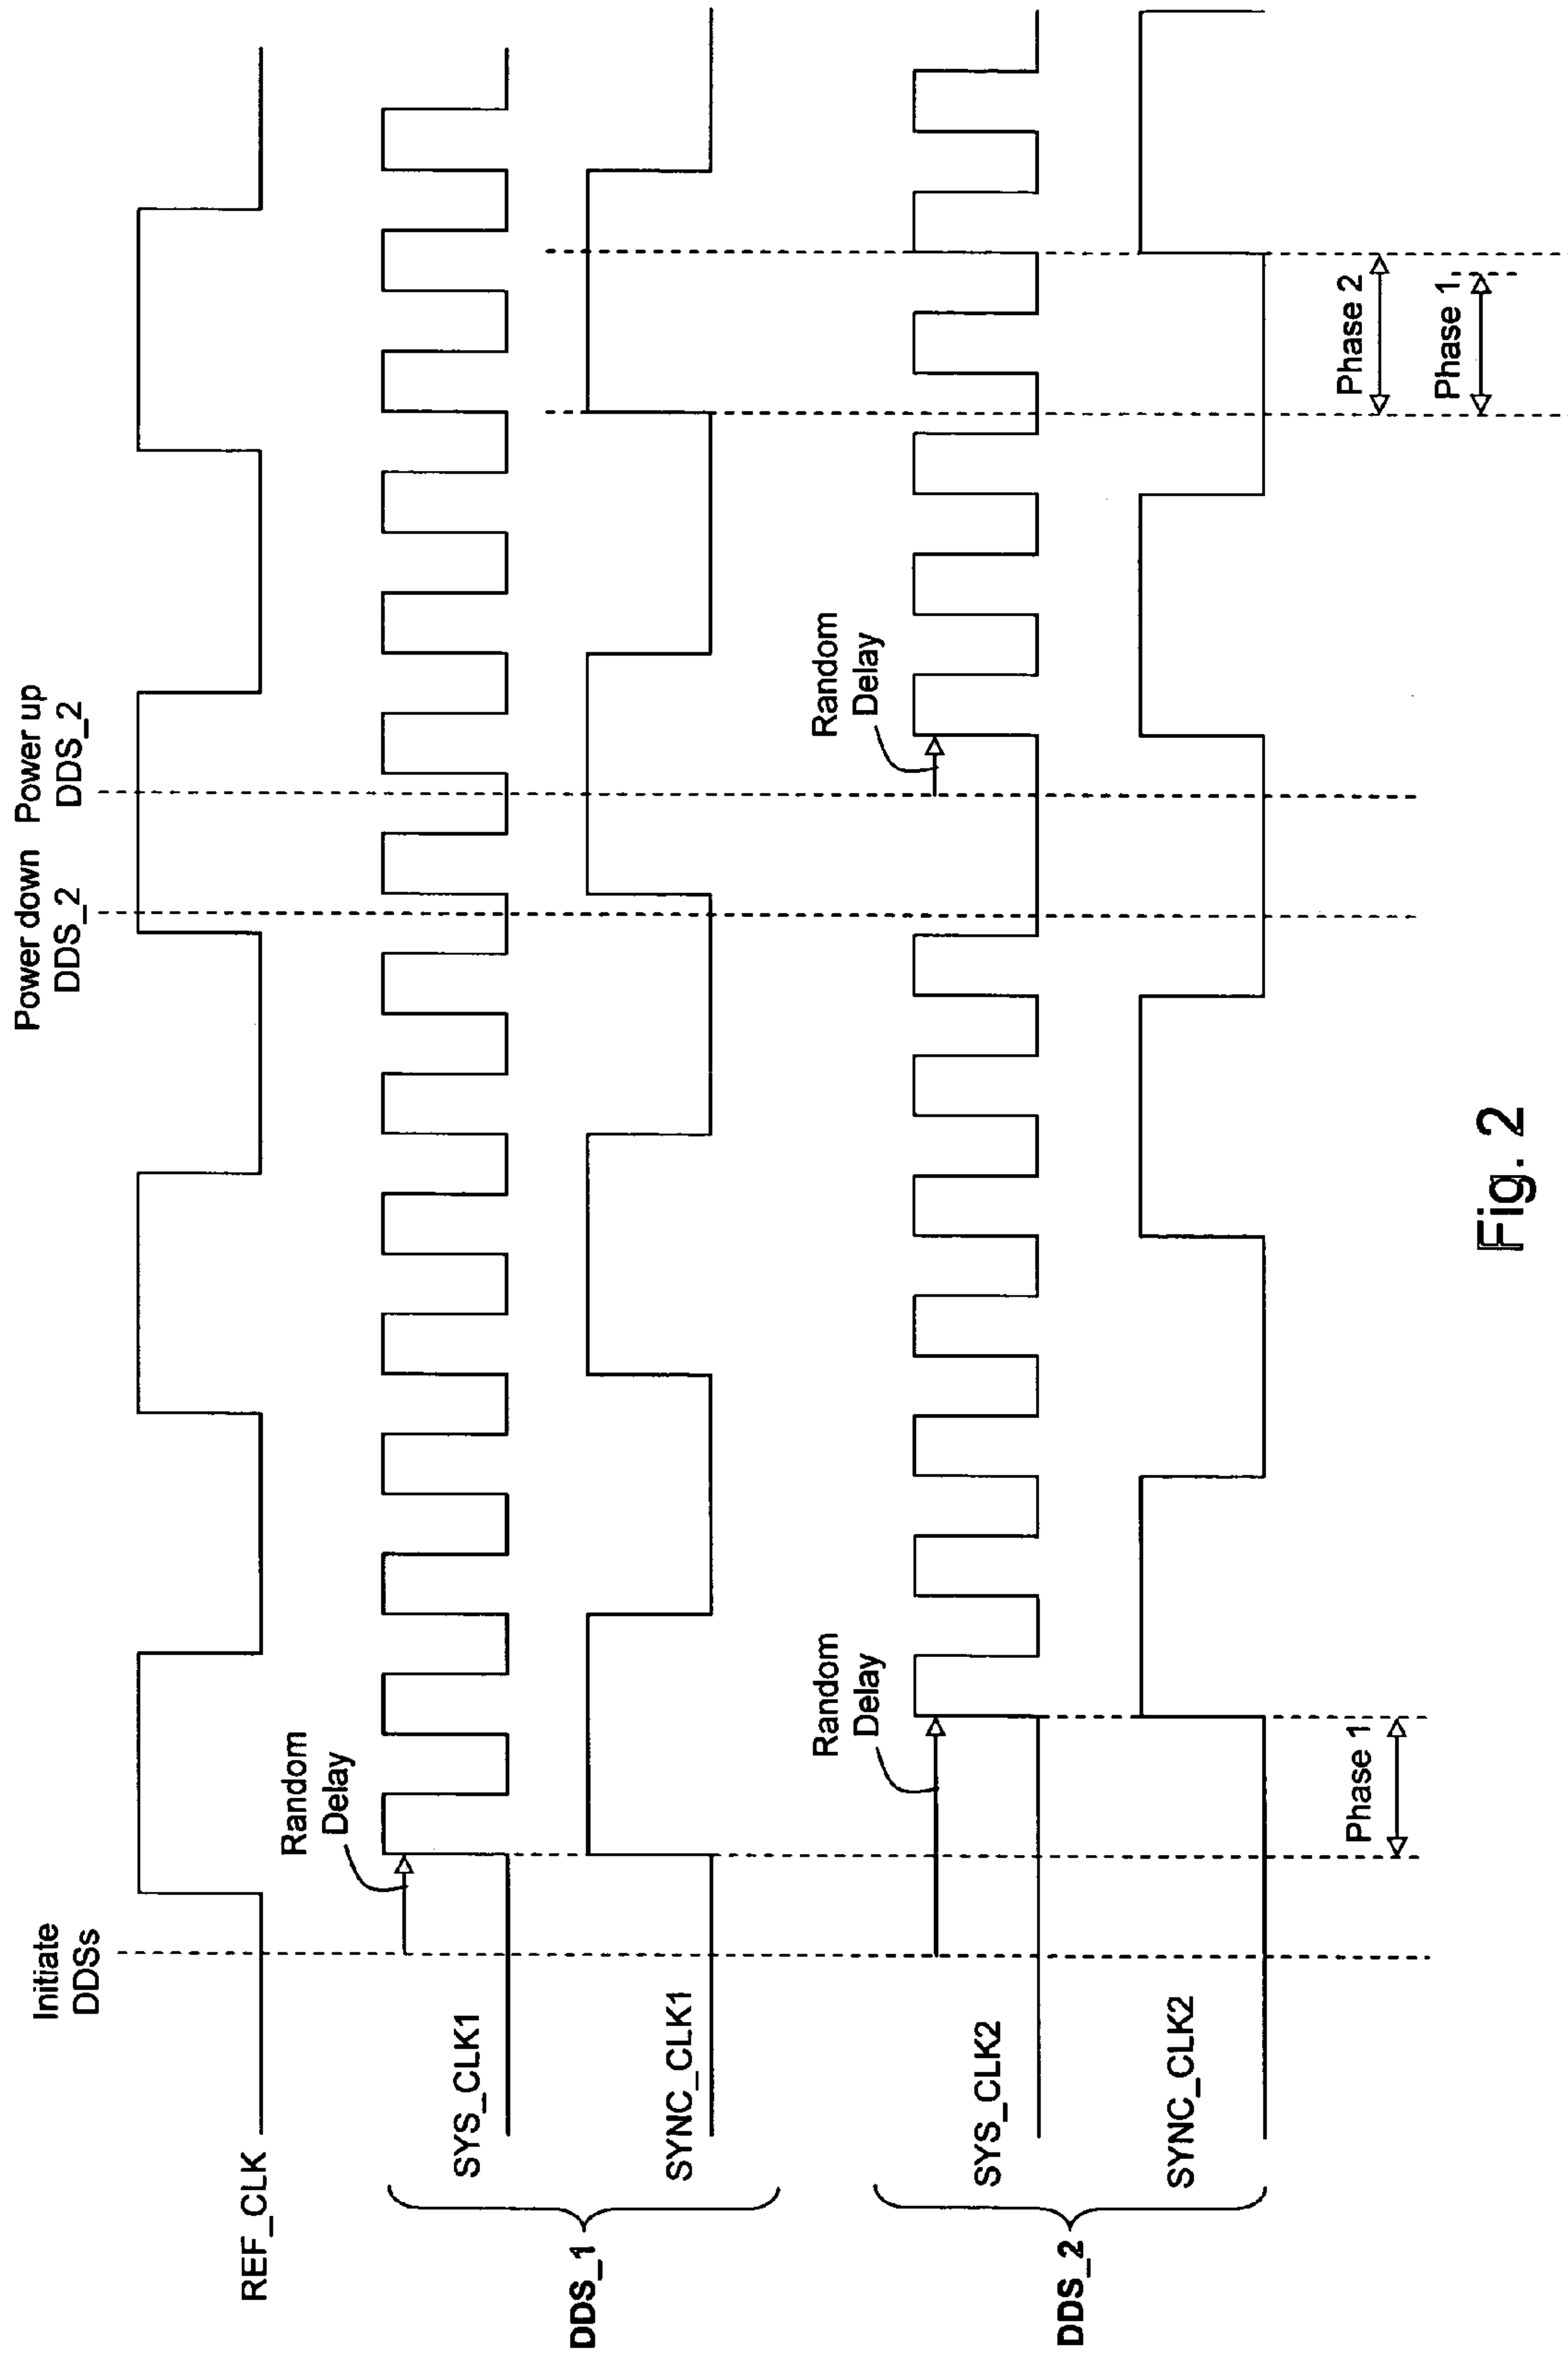 Initiate
DDSs
Power down
DDS_2
Power up
DDS_2
REF_CLK
Random
Delay
DDS_1
SYS_CLK1
SYNC_CLK1
Random
Delay
Random
Delay
DDS_2
SYS_CLK2
SYNC_CLK2
Phase 1
Phase 2
Phase 1
Fig. 2